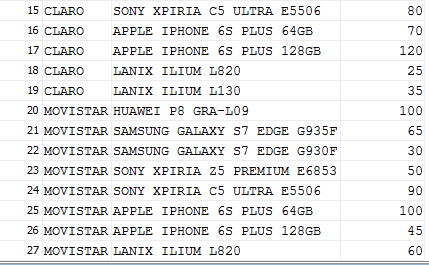 15 CLARO SONY XPIRIA C5 ULTRA E5506 80
16 CLARO APPLE IPHONE 6S PLUS 64GB 70
17 CLARO APPLE IPHONE 6S PLUS 128GB 120
18 CLARO LANIX ILIUM L820 25
19 CLARO LANIX ILIUM L130 35
20 MOVISTAR HUAWEI P8 GRA-L09 100
21 MOVISTAR SAMSUNG GALAXY S7 EDGE G935F 65
22 MOVISTAR SAMSUNG GALAXY S7 EDGE G930F 30
23 MOVISTAR SONY XPIRIA Z5 PREMIUM E6853 50
24 MOVISTAR SONY XPIRIA C5 ULTRA E5506 90
25 MOVISTAR APPLE IPHONE 6S PLUS 64GB 100
26 MOVISTAR APPLE IPHONE 6S PLUS 128GB 45
27 MOVISTAR LANIX ILIUM L820 60